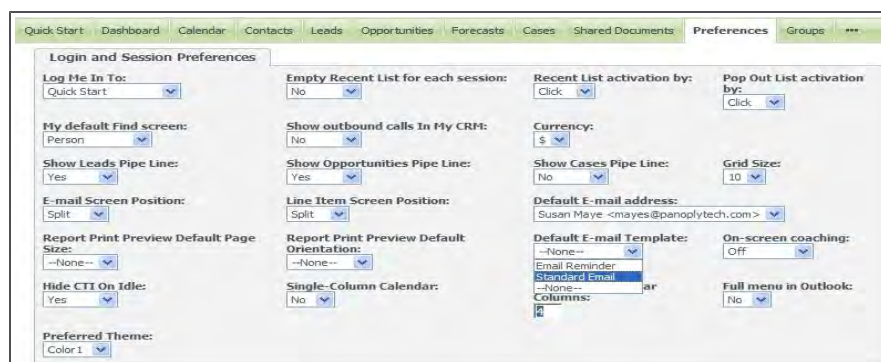 Quick Start Dashboard Calendar Contacts Leads Opportunities Forecasts Cases Shared Documents Preferences Groups •••
Login and Session Preferences
Log Me In To: Empty Recent List for each session: Recent List activation by: Pop Out List activation by:
Quick Start No Click Click
My default Find screen: Show outbound calls In My CRM: Currency:
Person No $
Show Leads Pipe Line: Show Opportunities Pipe Line: Show Cases Pipe Line: Grid Size:
Yes Yes No 10
E-mail Screen Position: Line Item Screen Position: Default E-mail address:
Split Split Susan Maye <mayes@panoplytech.com>
Report Print Preview Default Page Size: Report Print Preview Default Orientation: Default E-mail Template: On-screen coaching:
--None-- --None-- --None-- Off
Email Reminder
Standard Email
--None--
Hide CTI On Idle: Single-Column Calendar: ar Columns: Full menu in Outlook:
Yes No 4 No
Preferred Theme:
Color1